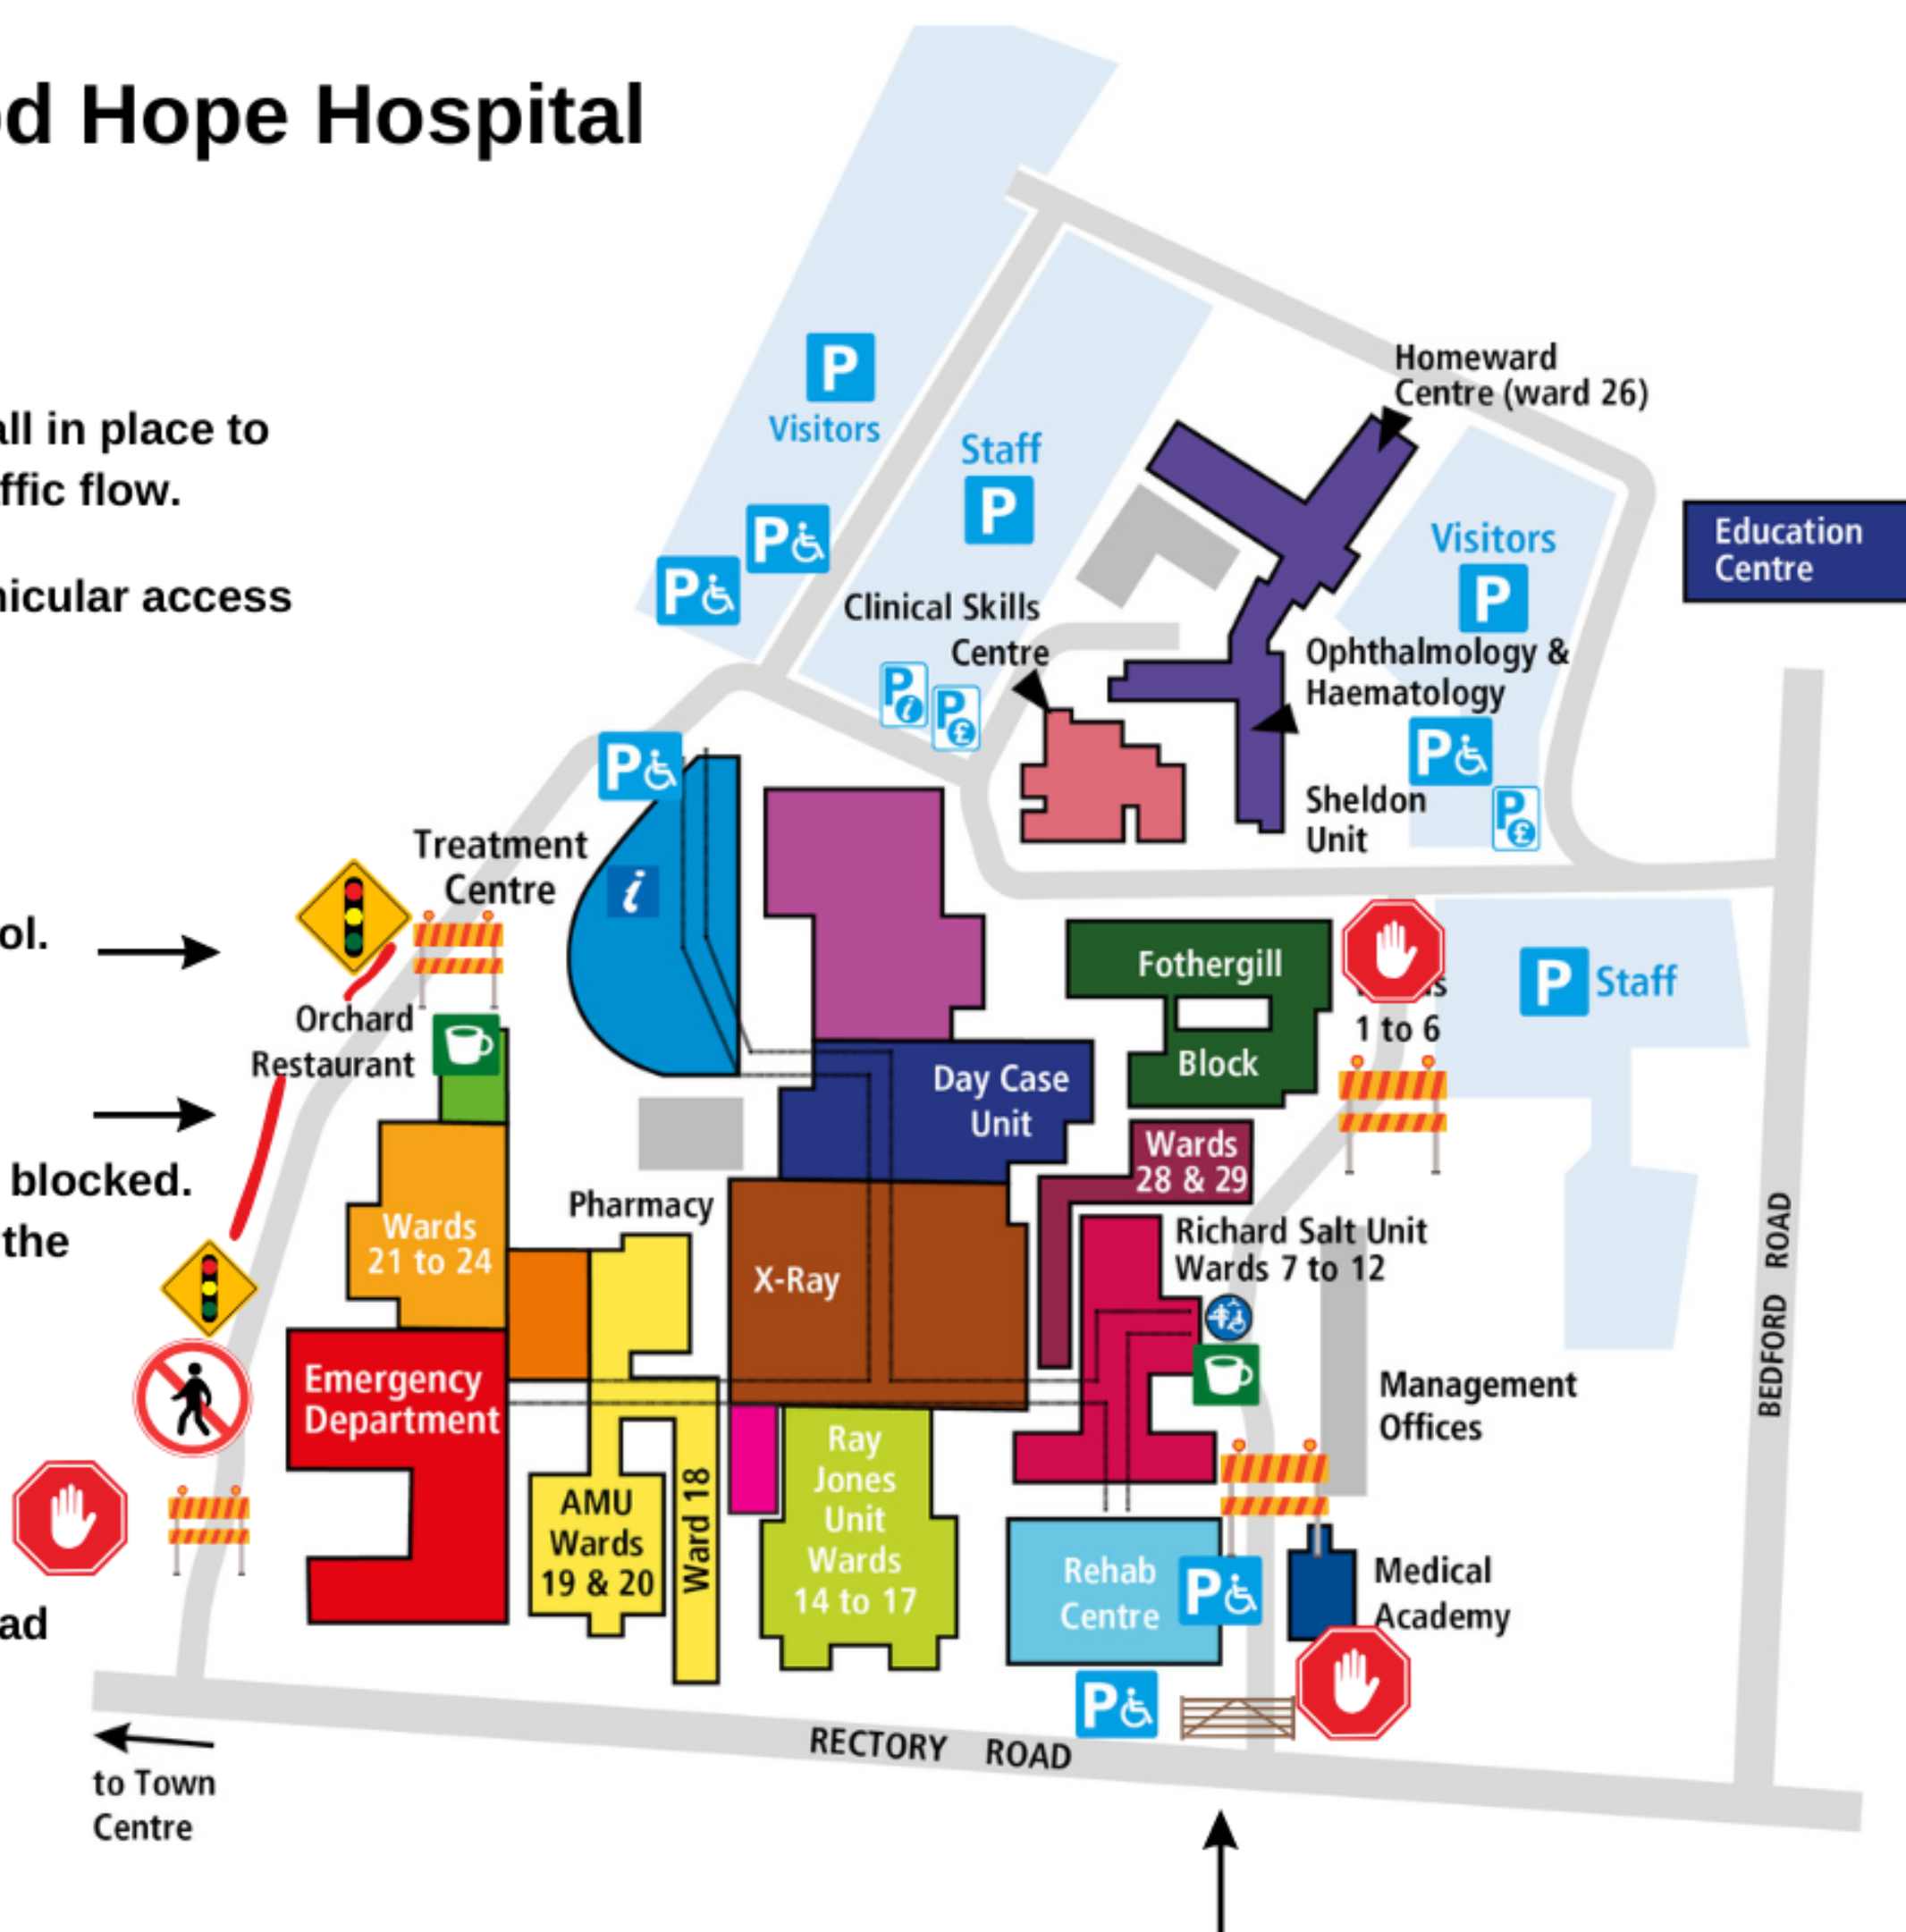 d Hope Hospital
all in place to
ffic flow.
nicular access
ol.
blocked.
the
ad
P
Visitors
Staff
P
P
P
Homeward
Centre (ward 26)
Visitors
P
Education
Centre
Clinical Skills
Centre
P i
P £
Ophthalmology &
Haematology
P
P £
Sheldon
Unit
P
Treatment
Centre
i
Orchard
Restaurant
Fothergill
Block
1 to 6
P Staff
Day Case
Unit
Wards
28 & 29
Pharmacy
Wards
21 to 24
X-Ray
Richard Salt Unit
Wards 7 to 12
Emergency
Department
Management
Offices
BEDFORD ROAD
AMU
Wards
19 & 20
Ward 18
Ray
Jones
Unit
Wards
14 to 17
Rehab
Centre
P
Medical
Academy
P
RECTORY ROAD
to Town
Centre